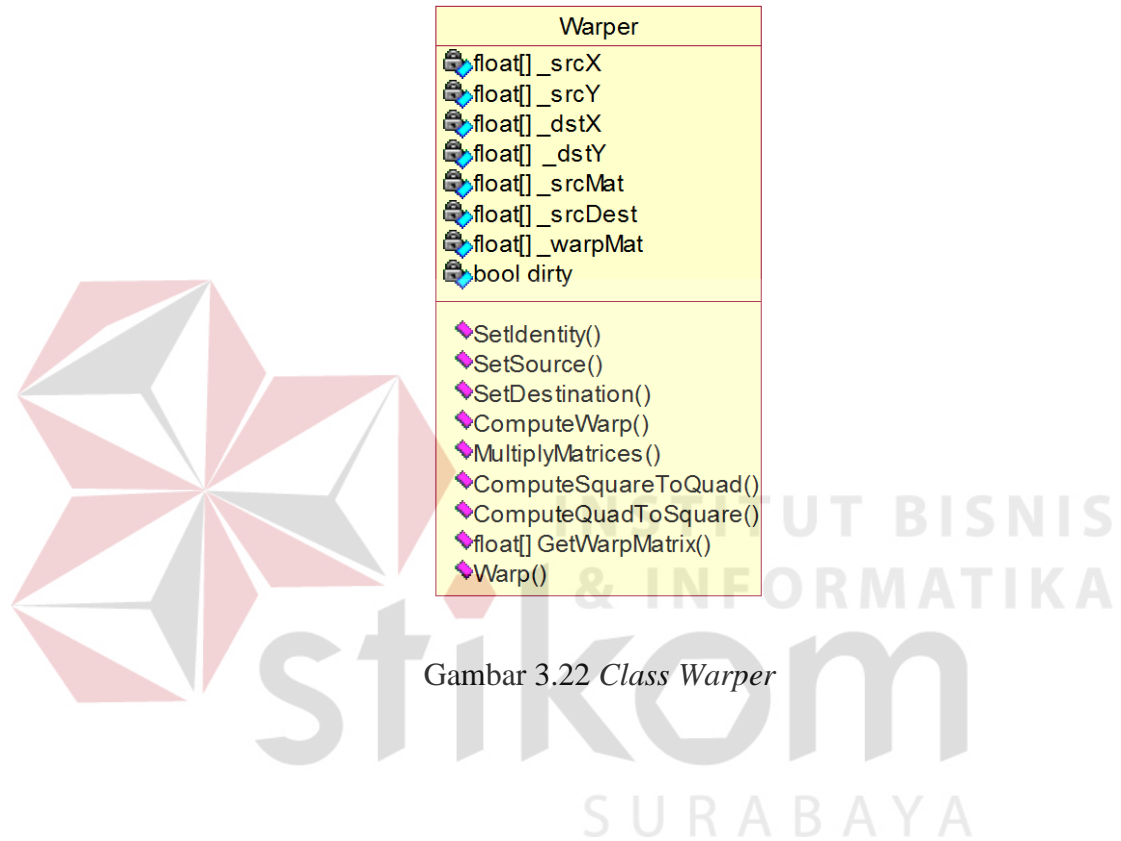 Warper
float[] _srcX
float[] _srcY
float[] _dstX
float[] _dstY
float[] _srcMat
float[] _srcDest
float[] _warpMat
bool dirty
SetIdentity()
SetSource()
SetDestination()
ComputeWarp()
MultiplyMatrices()
ComputeSquareToQuad()
ComputeQuadToSquare()
float[] GetWarpMatrix()
Warp()
INSTITUT BISNIS
& INFORMATIKA
stikom
SURABAYA
Gambar 3.22 Class Warper